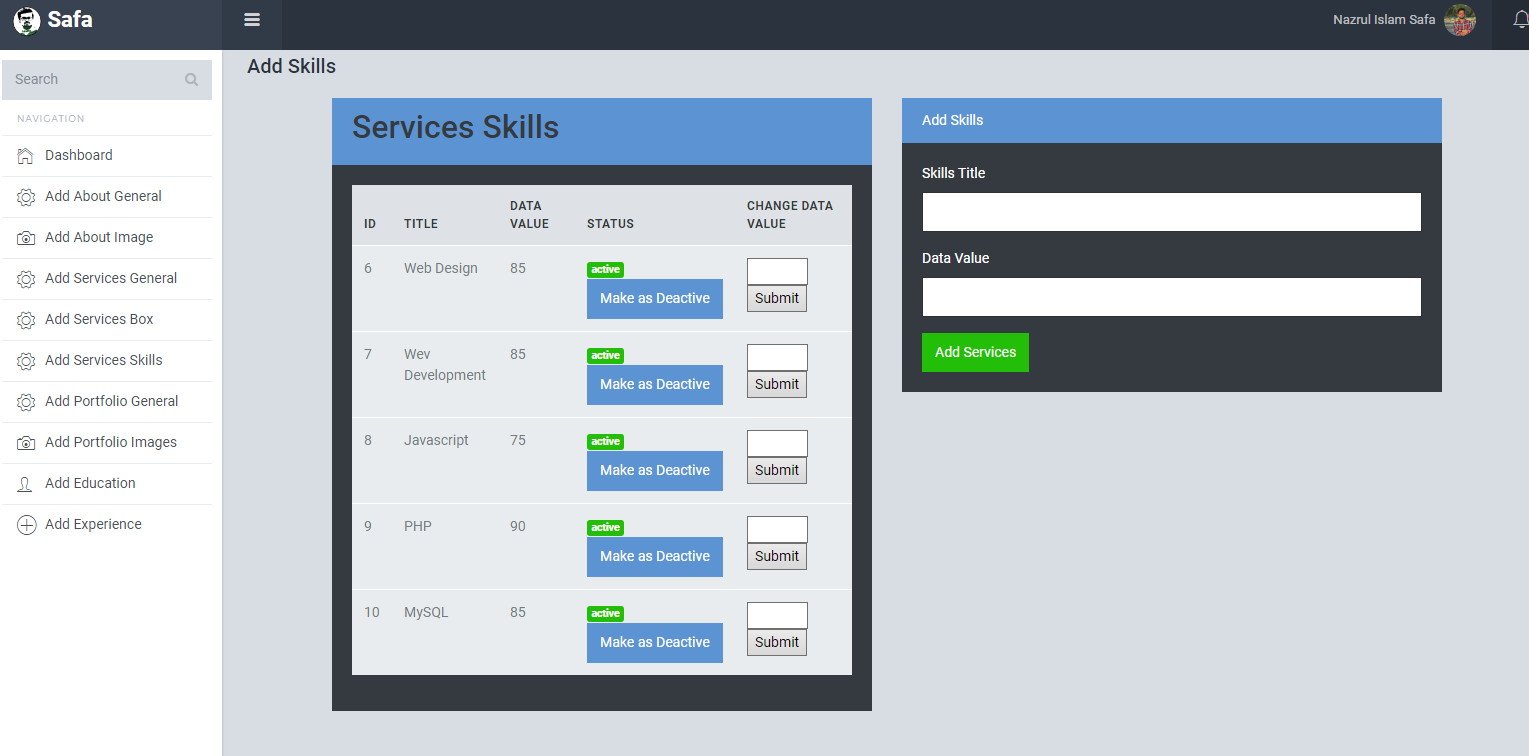 Safa
Nazrul Islam Safa
Search
NAVIGATION
Dashboard
Add About General
Add About Image
Add Services General
Add Services Box
Add Services Skills
Add Portfolio General
Add Portfolio Images
Add Education
Add Experience
Add Skills
Services Skills
ID TITLE DATA VALUE STATUS CHANGE DATA VALUE
6 Web Design 85 active
Make as Deactive Submit
7 Wev Development 85 active
Make as Deactive Submit
8 Javascript 75 active
Make as Deactive Submit
9 PHP 90 active
Make as Deactive Submit
10 MySQL 85 active
Make as Deactive Submit
Add Skills
Skills Title
Data Value
Add Services